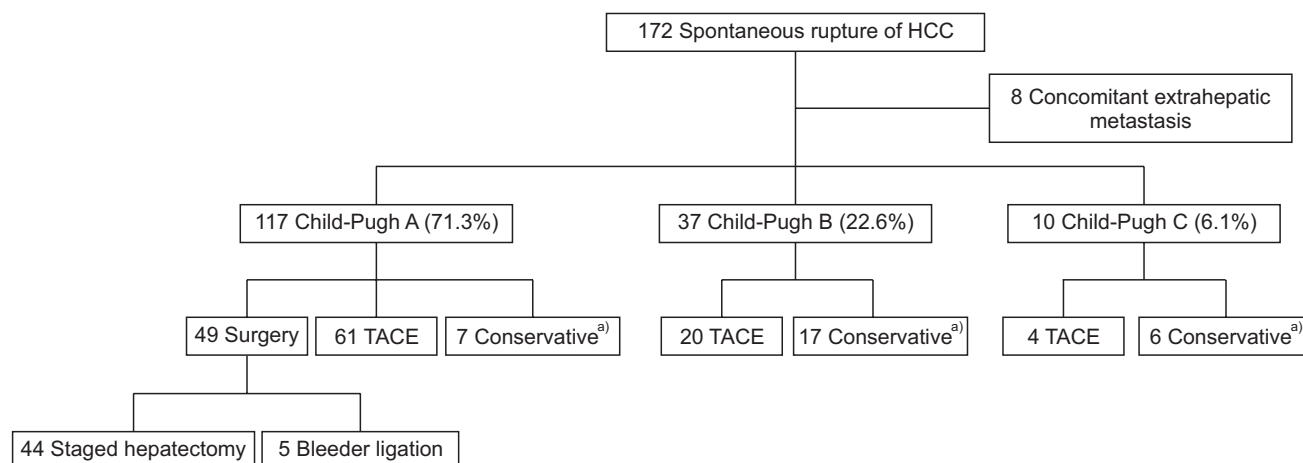 172 Spontaneous rupture of HCC
8 Concomitant extrahepatic
metastasis
117 Child-Pugh A (71.3%)
37 Child-Pugh B (22.6%)
10 Child-Pugh C (6.1%)
49 Surgery
61 TACE
7 Conservative a)
20 TACE
17 Conservative a)
4 TACE
6 Conservative a)
44 Staged hepatectomy
5 Bleeder ligation